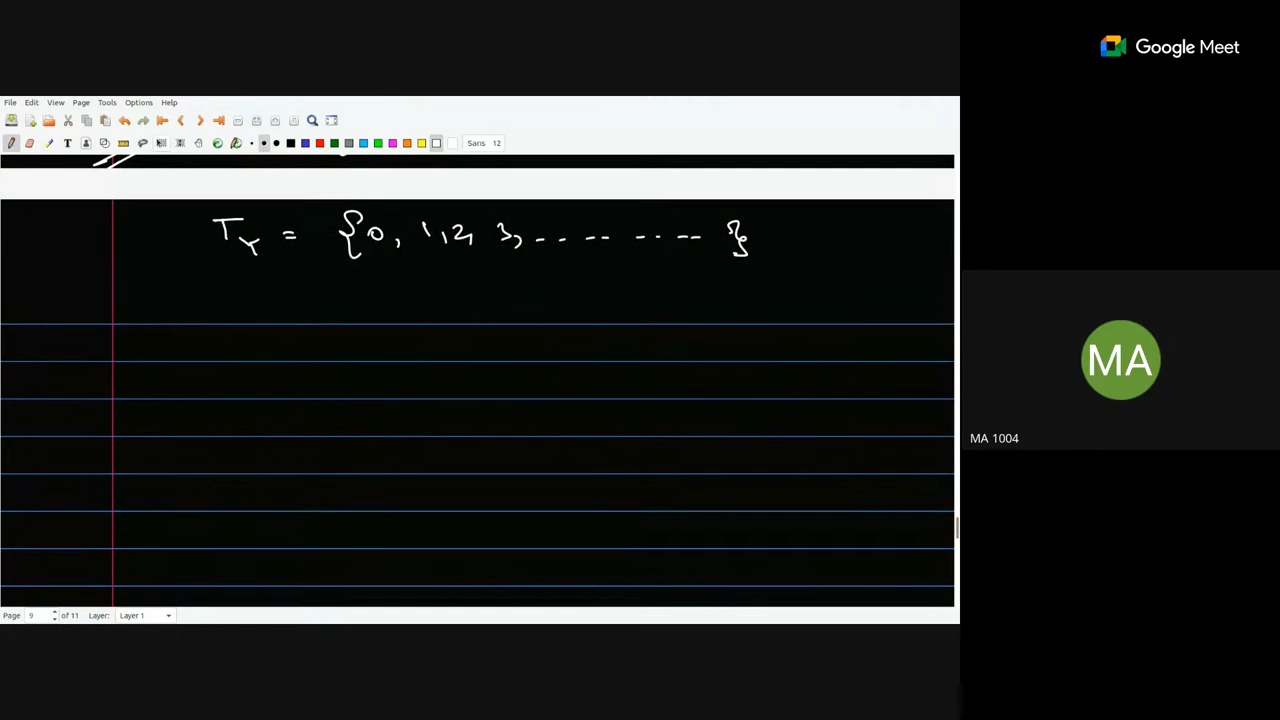 Google Meet
File Edit View Page Tools Options Help
T Sans 12
T_Y = {0, 1, 2, 3, - - - - - - - - }
MA
MA 1004
Page 9 of 11 Layer: Layer 1